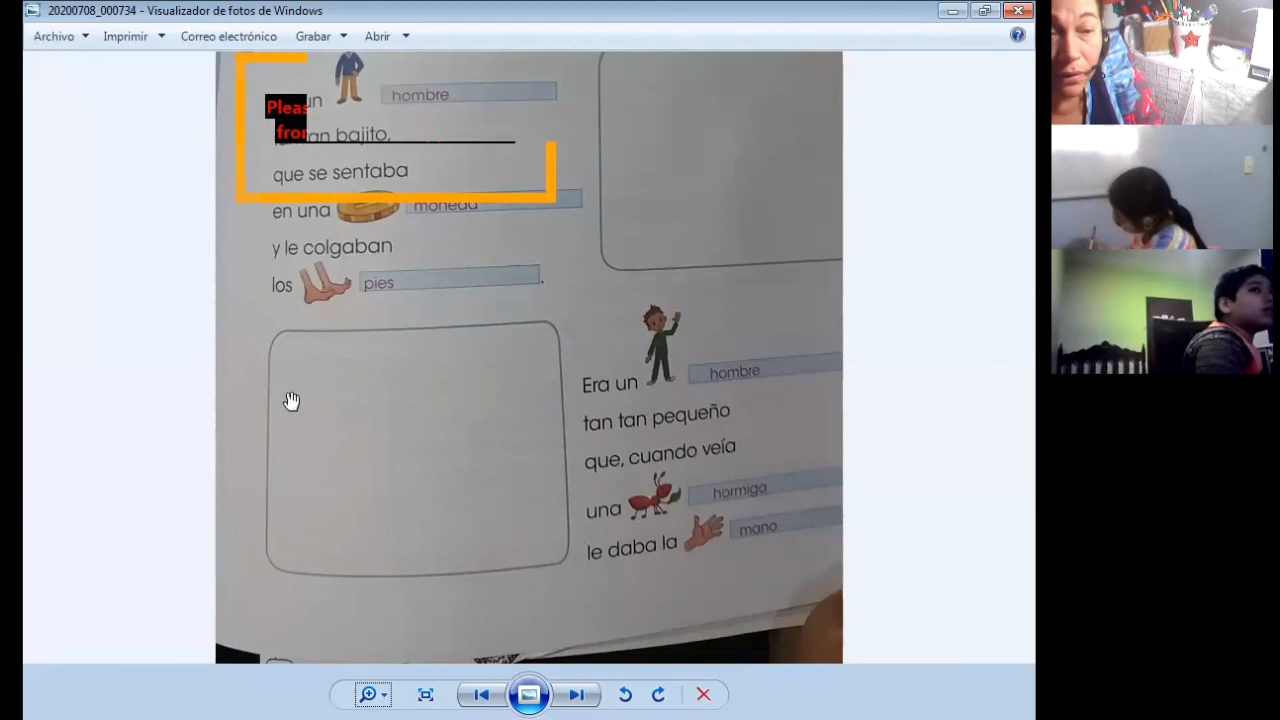 20200708_000734 - Visualizador de fotos de Windows
Archivo Imprimir Correo electrónico Grabar Abrir
un hombre
tan bajito,
que se sentaba
en una moneda
y le colgaban
los pies.
Era un hombre
tan tan pequeño
que, cuando veía
una hormiga
le daba la mano